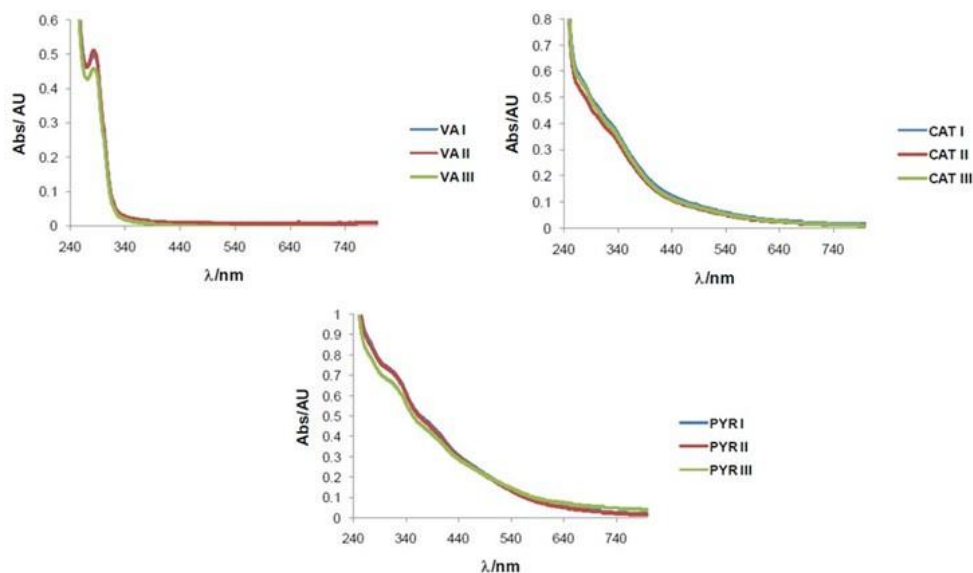 Abs/ AU
0.6
0.5
0.4
0.3
0.2
0.1
0
240 340 440 540 640 740
λ/nm
VA I
VA II
VA III
Abs/AU
0.8
0.7
0.6
0.5
0.4
0.3
0.2
0.1
0
240 340 440 540 640 740
λ/nm
CAT I
CAT II
CAT III
Abs/AU
1
0.9
0.8
0.7
0.6
0.5
0.4
0.3
0.2
0.1
0
240 340 440 540 640 740
λ/nm
PYR I
PYR II
PYR III